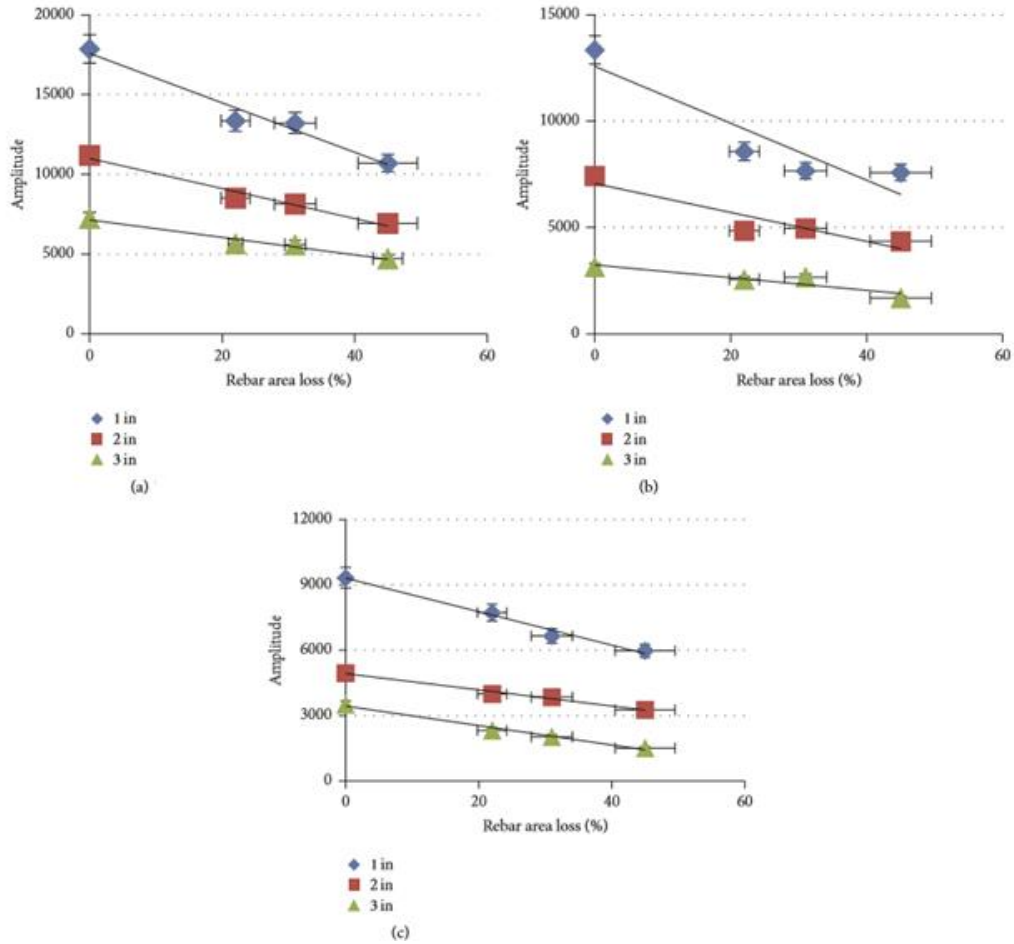 20000
15000
10000
5000
0
Amplitude
0 20 40 60
Rebar area loss (%)
1 in
2 in
3 in
(a)
15000
10000
5000
0
Amplitude
0 20 40 60
Rebar area loss (%)
1 in
2 in
3 in
(b)
12000
9000
6000
3000
0
Amplitude
0 20 40 60
Rebar area loss (%)
1 in
2 in
3 in
(c)